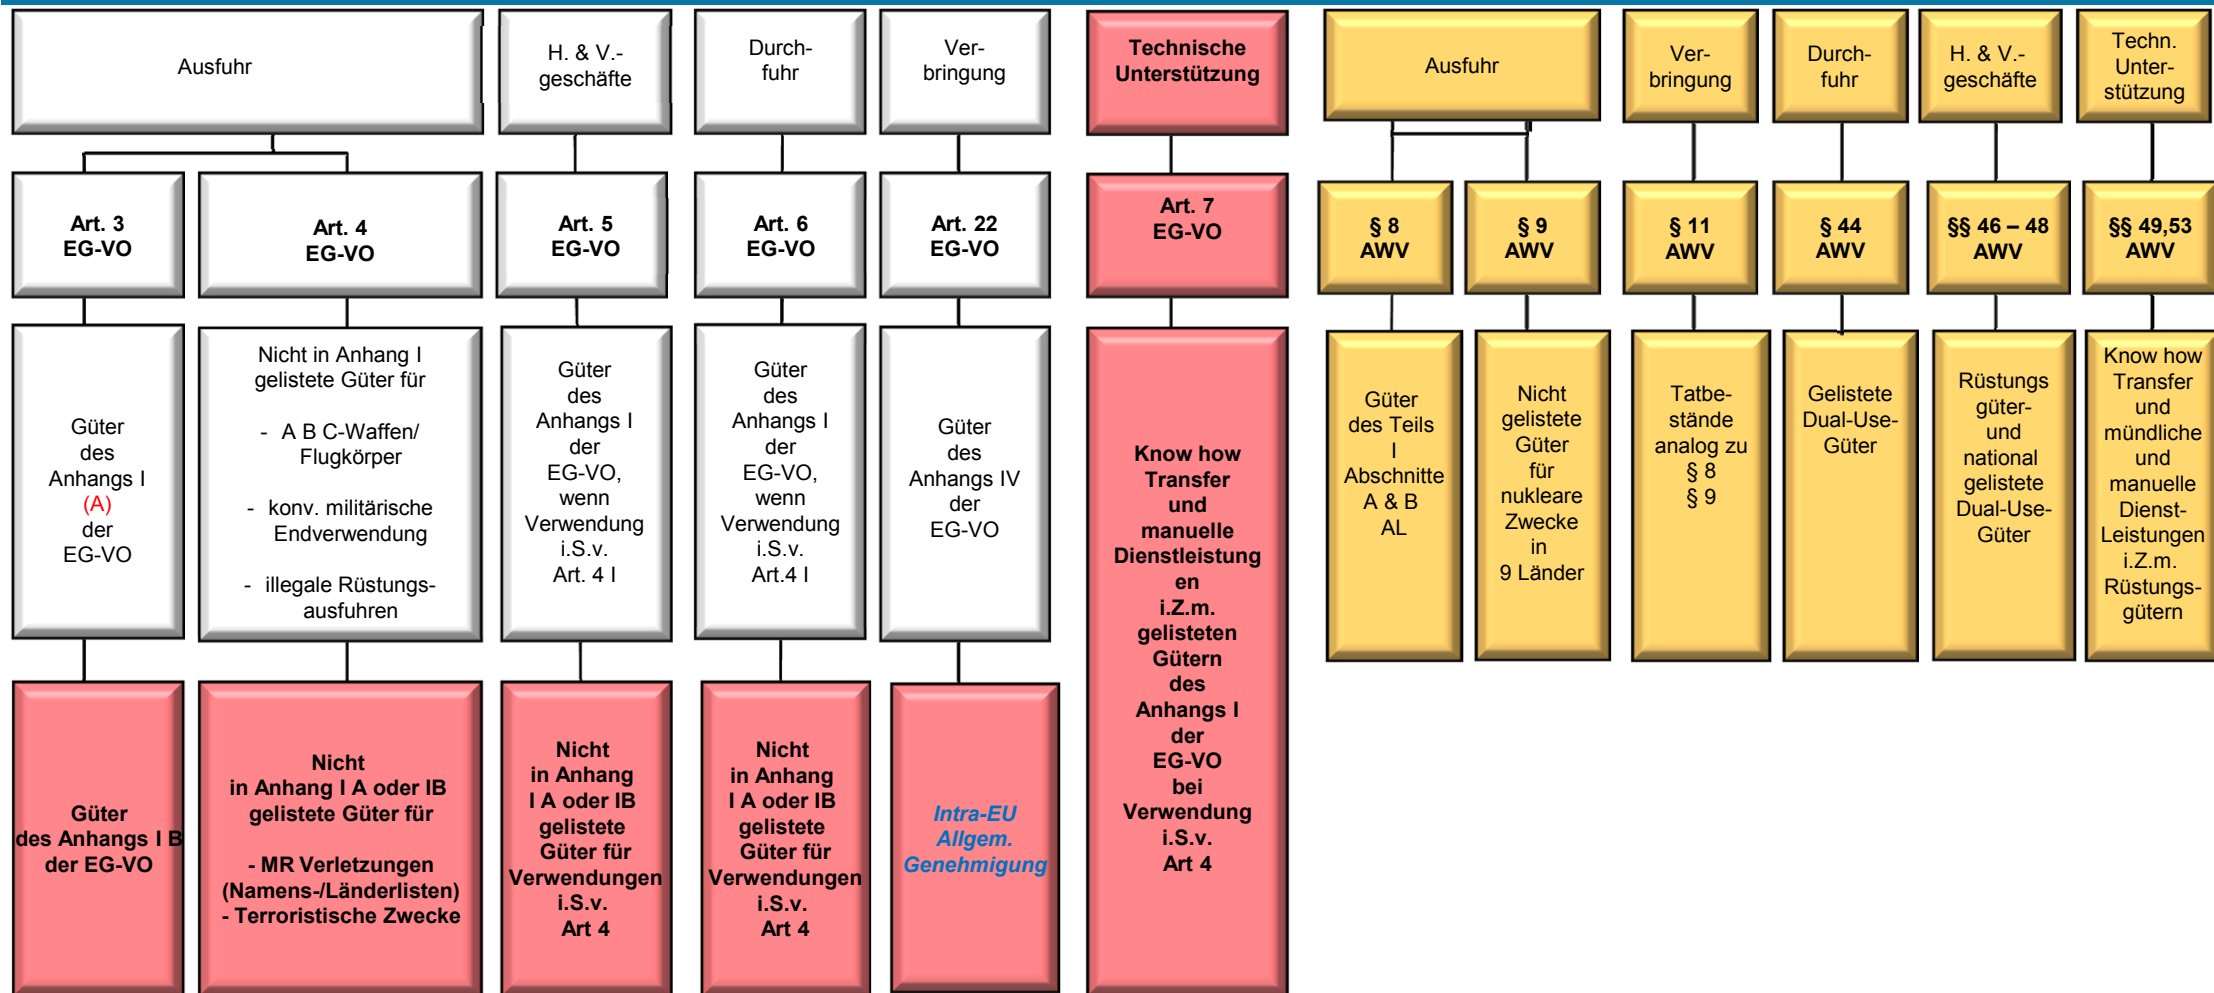 Ausfuhr
H. & V.-
geschäfte
Durch-
fuhr
Ver-
bringung
Technische
Unterstützung
Ausfuhr
Ver-
bringung
Durch-
fuhr
H. & V.-
geschäfte
Techn.
Unter-
stützung
Art. 3
EG-VO
Art. 4
EG-VO
Art. 5
EG-VO
Art. 6
EG-VO
Art. 22
EG-VO
Art. 7
EG-VO
§ 8
AWV
§ 9
AWV
§ 11
AWV
§ 44
AWV
§§ 46 – 48
AWV
§§ 49,53
AWV
Güter
des
Anhangs I
(A)
der
EG-VO
Nicht in Anhang I
gelistete Güter für
- A B C-Waffen/
Flugkörper
- konv. militärische
Endverwendung
- illegale Rüstungs-
ausfuhren
Güter
des
Anhangs I
der
EG-VO,
wenn
Verwendung
i.S.v.
Art. 4 I
Güter
des
Anhangs I
der
EG-VO,
wenn
Verwendung
i.S.v.
Art.4 I
Güter
des
Anhangs IV
der
EG-VO
Know how
Transfer
und
manuelle
Dienstleistung
en
i.Z.m.
gelisteten
Gütern
des
Anhangs I
der
EG-VO
bei
Verwendung
i.S.v.
Art 4
Güter
des Teils
I
Abschnitte
A & B
AL
Nicht
gelistete
Güter
für
nukleare
Zwecke
in
9 Länder
Tatbe-
stände
analog zu
§ 8
§ 9
Gelistete
Dual-Use-
Güter
Rüstungs
güter-
und
national
gelistete
Dual-Use-
Güter
Know how
Transfer
und
mündliche
und
manuelle
Dienst-
Leistungen
i.Z.m.
Rüstungs-
gütern
Güter
des Anhangs I B
der EG-VO
Nicht
in Anhang I A oder IB
gelistete Güter für
- MR Verletzungen
(Namens-/Länderlisten)
- Terroristische Zwecke
Nicht
in Anhang
I A oder IB
gelistete
Güter für
Verwendungen
i.S.v.
Art 4
Nicht
in Anhang
I A oder IB
gelistete
Güter für
Verwendungen
i.S.v.
Art 4
Intra-EU
Allgem.
Genehmigung